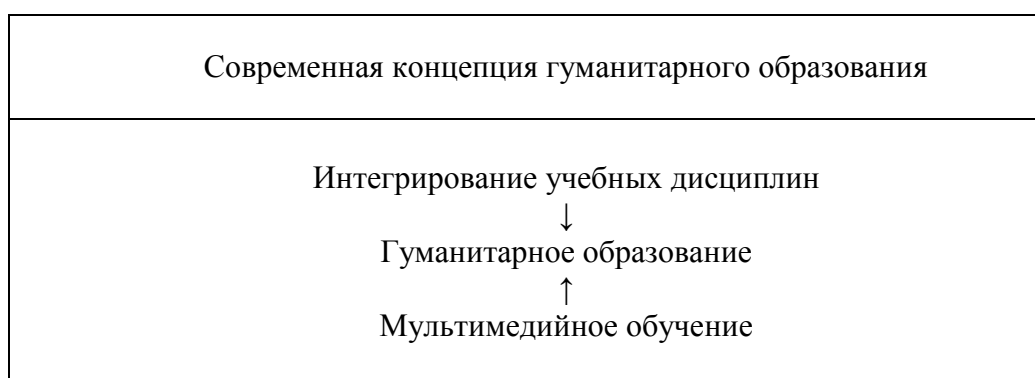 Современная концепция гуманитарного образования
Интегрирование учебных дисциплин
↓
Гуманитарное образование
↑
Мультимедийное обучение